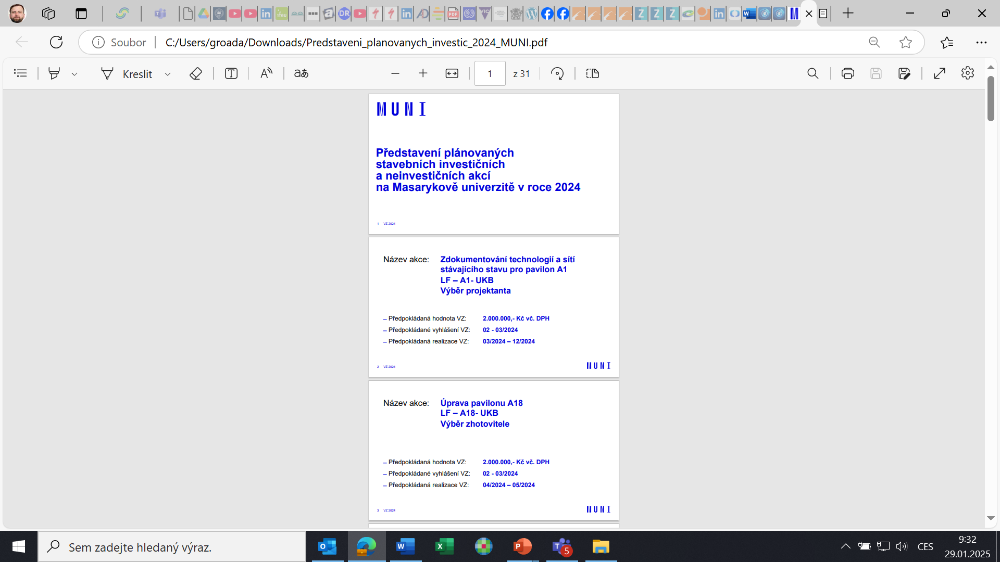 Soubor
C:/Users/groada/Downloads/Predstaveni_planovanych_investic_2024_MUNI.pdf
Kreslit
aあ
1
z 31
MUNI
Představení plánovaných
stavebních investičních
a neinvestičních akcí
na Masarykově univerzitě v roce 2024
1 VZ 2024
Název akce: Zdokumentování technologií a sítí
stávajícího stavu pro pavilon A1
LF – A1- UKB
Výběr projektanta
– Předpokládaná hodnota VZ: 2.000.000,- Kč vč. DPH
– Předpokládané vyhlášení VZ: 02 - 03/2024
– Předpokládaná realizace VZ: 03/2024 – 12/2024
2 VZ 2024
MUNI
Název akce: Úprava pavilonu A18
LF – A18- UKB
Výběr zhotovitele
– Předpokládaná hodnota VZ: 2.000.000,- Kč vč. DPH
– Předpokládané vyhlášení VZ: 02 - 03/2024
– Předpokládaná realizace VZ: 04/2024 – 05/2024
3 VZ 2024
MUNI
Sem zadejte hledaný výraz.
5
CES
9:32
29.01.2025